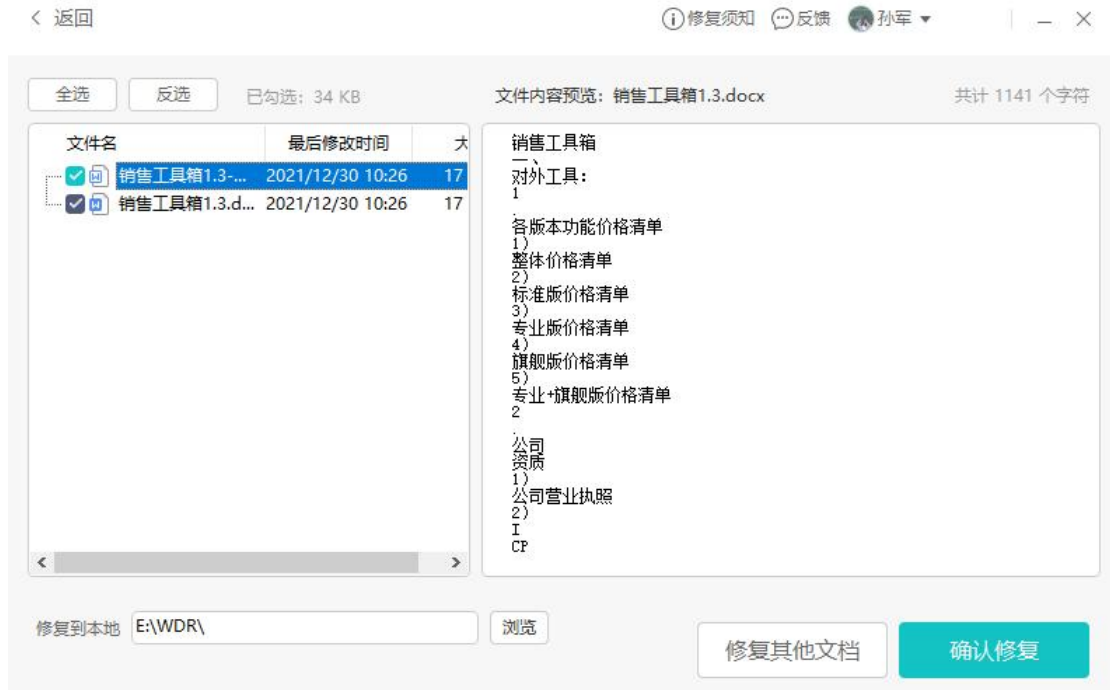 返回
修复须知 反馈 孙军
全选 反选 已勾选：34 KB
文件内容预览：销售工具箱1.3.docx 共计 1141 个字符
文件名 最后修改时间 大
销售工具箱1.3-... 2021/12/30 10:26 17
销售工具箱1.3.d... 2021/12/30 10:26 17
销售工具箱
一、
对外工具：
1
.
各版本功能价格清单
1)
整体价格清单
2)
标准版价格清单
3)
专业版价格清单
4)
旗舰版价格清单
5)
专业+旗舰版价格清单
2
.
公司
资质
1)
公司营业执照
2)
I
CP
修复到本地 E:\WDR\ 浏览
修复其他文档 确认修复